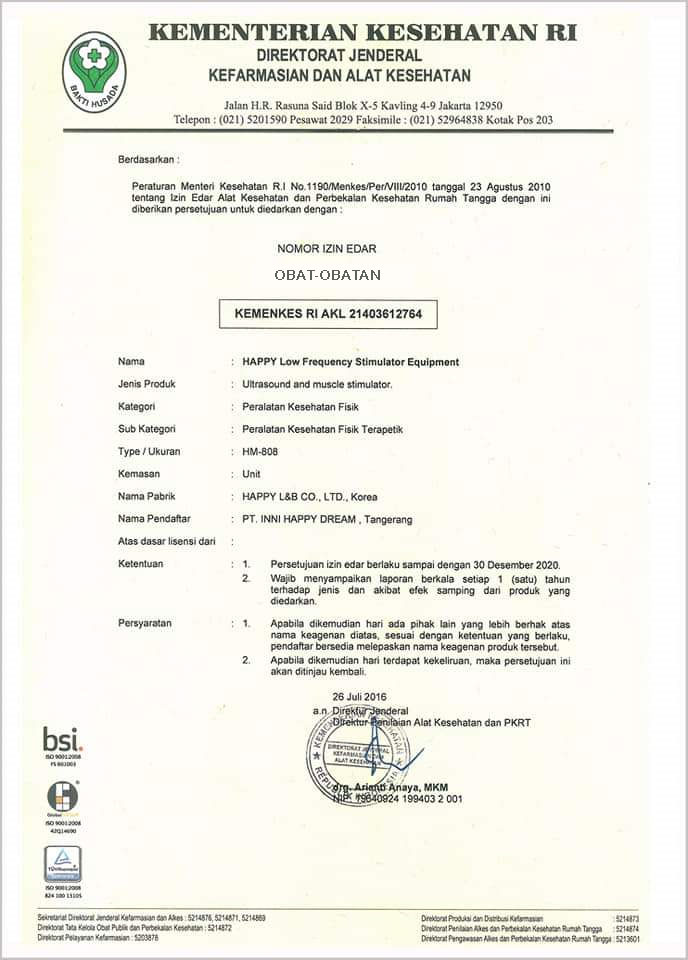 KEMENTERIAN KESEHATAN RI
DIREKTORAT JENDERAL
KEFARMASIAN DAN ALAT KESEHATAN
BAKTI HUSADA
Jalan H.R. Rasuna Said Blok X-5 Kavling 4-9 Jakarta 12950
Telepon : (021) 5201590 Pesawat 2029 Faksimile : (021) 52964838 Kotak Pos 203
Berdasarkan :
Peraturan Menteri Kesehatan R.I No.1190/Menkes/Per/VIII/2010 tanggal 23 Agustus 2010
tentang Izin Edar Alat Kesehatan dan Perbekalan Kesehatan Rumah Tangga dengan ini
diberikan persetujuan untuk diedarkan dengan :
NOMOR IZIN EDAR
OBAT-OBATAN
KEMENKES RI AKL 21403612764
Nama : HAPPY Low Frequency Stimulator Equipment
Jenis Produk : Ultrasound and muscle stimulator.
Kategori : Peralatan Kesehatan Fisik
Sub Kategori : Peralatan Kesehatan Fisik Terapetik
Type / Ukuran : HM-808
Kemasan : Unit
Nama Pabrik : HAPPY L&B CO., LTD., Korea
Nama Pendaftar : PT. INNI HAPPY DREAM , Tangerang
Atas dasar lisensi dari :
Ketentuan : 1. Persetujuan izin edar berlaku sampai dengan 30 Desember 2020.
2. Wajib menyampaikan laporan berkala setiap 1 (satu) tahun
terhadap jenis dan akibat efek samping dari produk yang
diedarkan.
Persyaratan : 1. Apabila dikemudian hari ada pihak lain yang lebih berhak atas
nama keagenan diatas, sesuai dengan ketentuan yang berlaku,
pendaftar bersedia melepaskan nama keagenan produk tersebut.
2. Apabila dikemudian hari terdapat kekeliruan, maka persetujuan ini
akan ditinjau kembali.
26 Juli 2016
a.n. Direktur Jenderal
Direktur Penilaian Alat Kesehatan dan PKRT
KEMENTERIAN KESEHATAN
DIREKTORAT JENDERAL
KEFARMASIAN DAN
ALAT KESEHATAN
REPUBLIK INDONESIA
drg. Arianti Anaya, MKM
NIP. 19640924 199403 2 001
bsi.
ISO 9001:2008
FS 603003
Global
ISO 9001:2008
42Q14690
TÜVRheinland
ISO 9001:2008
824 100 13105
Sekretariat Direktorat Jenderal Kefarmasian dan Alkes : 5214876, 5214871, 5214869
Direktorat Tata Kelola Obat Publik dan Perbekalan Kesehatan : 5214872
Direktorat Pelayanan Kefarmasian : 5203878
Direktorat Produksi dan Distribusi Kefarmasian : 5214873
Direktorat Penilaian Alkes dan Perbekalan Kesehatan Rumah Tangga : 5214874
Direktorat Pengawasan Alkes dan Perbekalan Kesehatan Rumah Tangga : 5213601